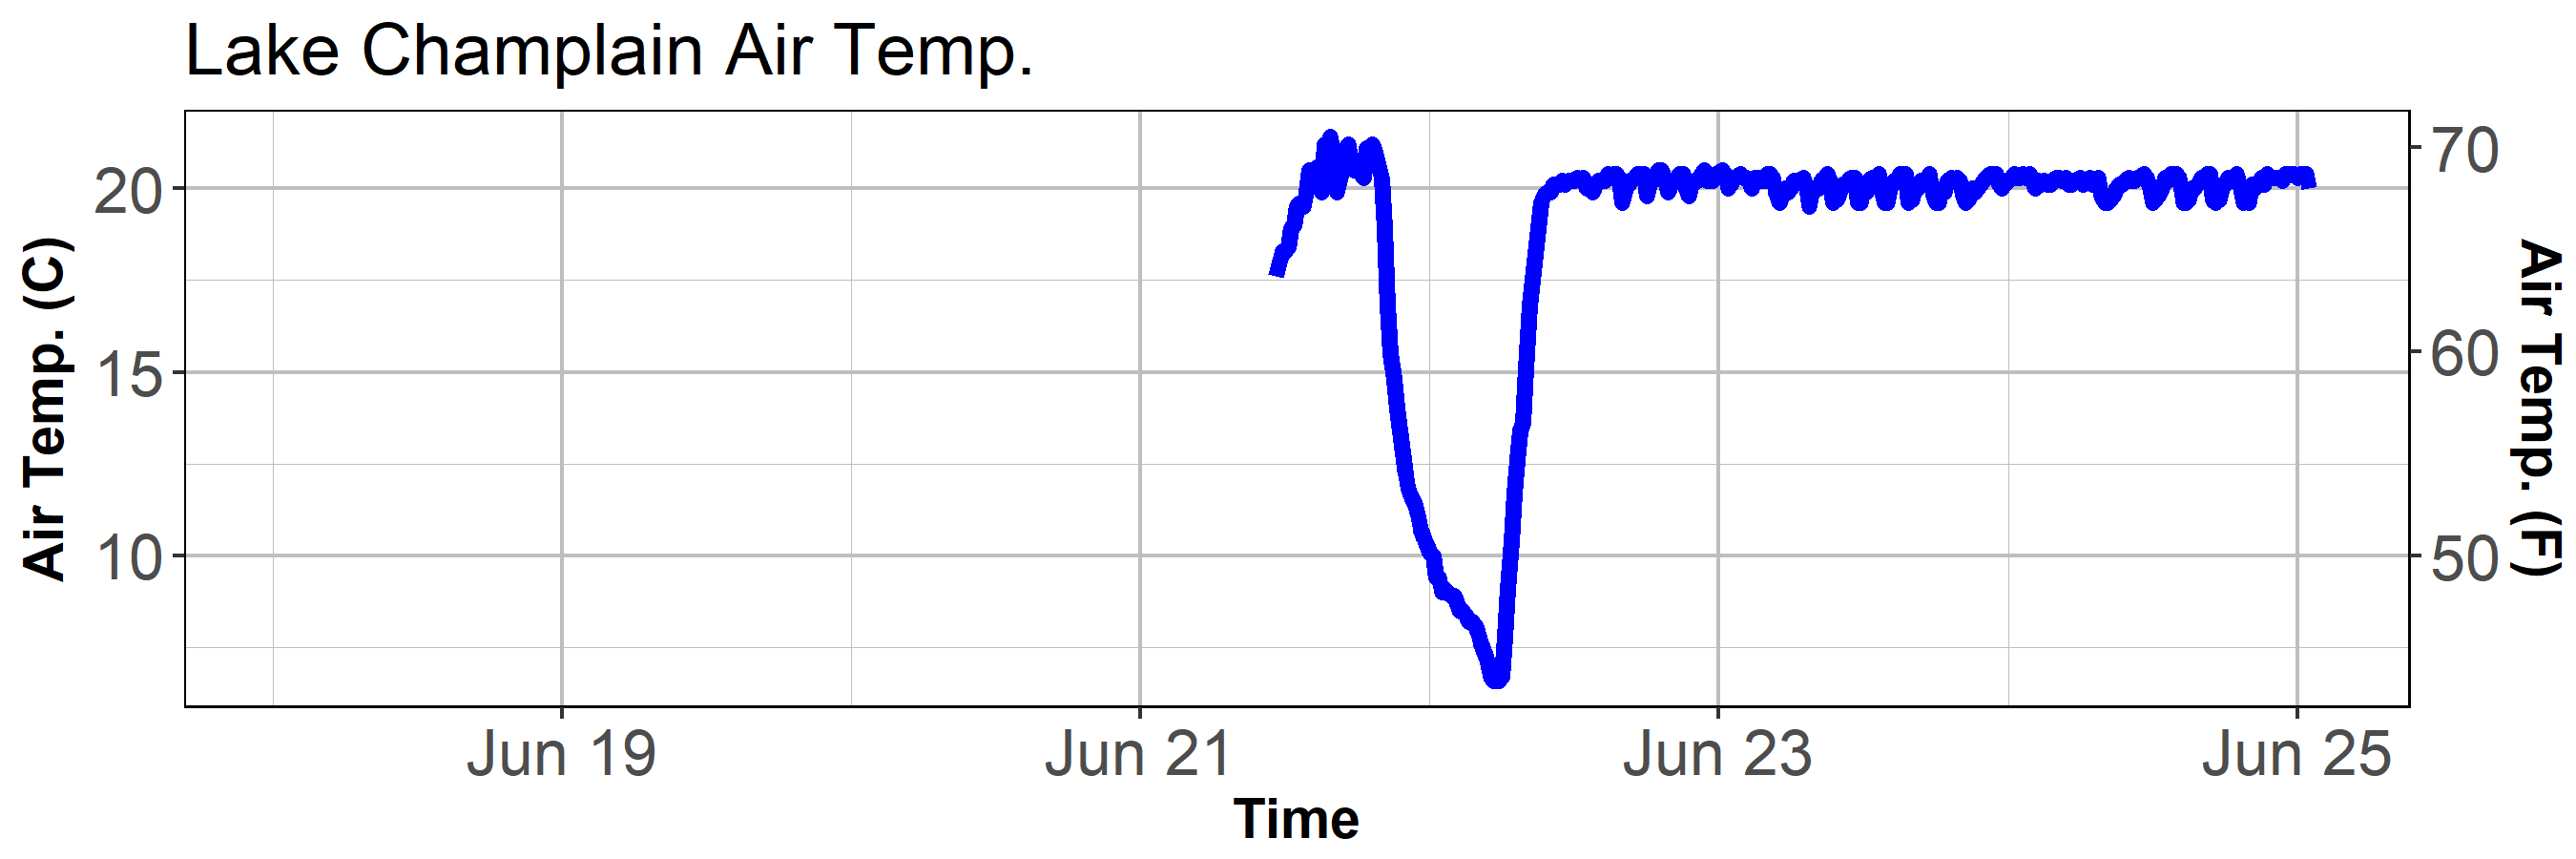 Lake Champlain Air Temp.
Air Temp. (C)
20
15
10
70
60
50
Air Temp. (F)
Jun 19
Jun 21
Jun 23
Jun 25
Time